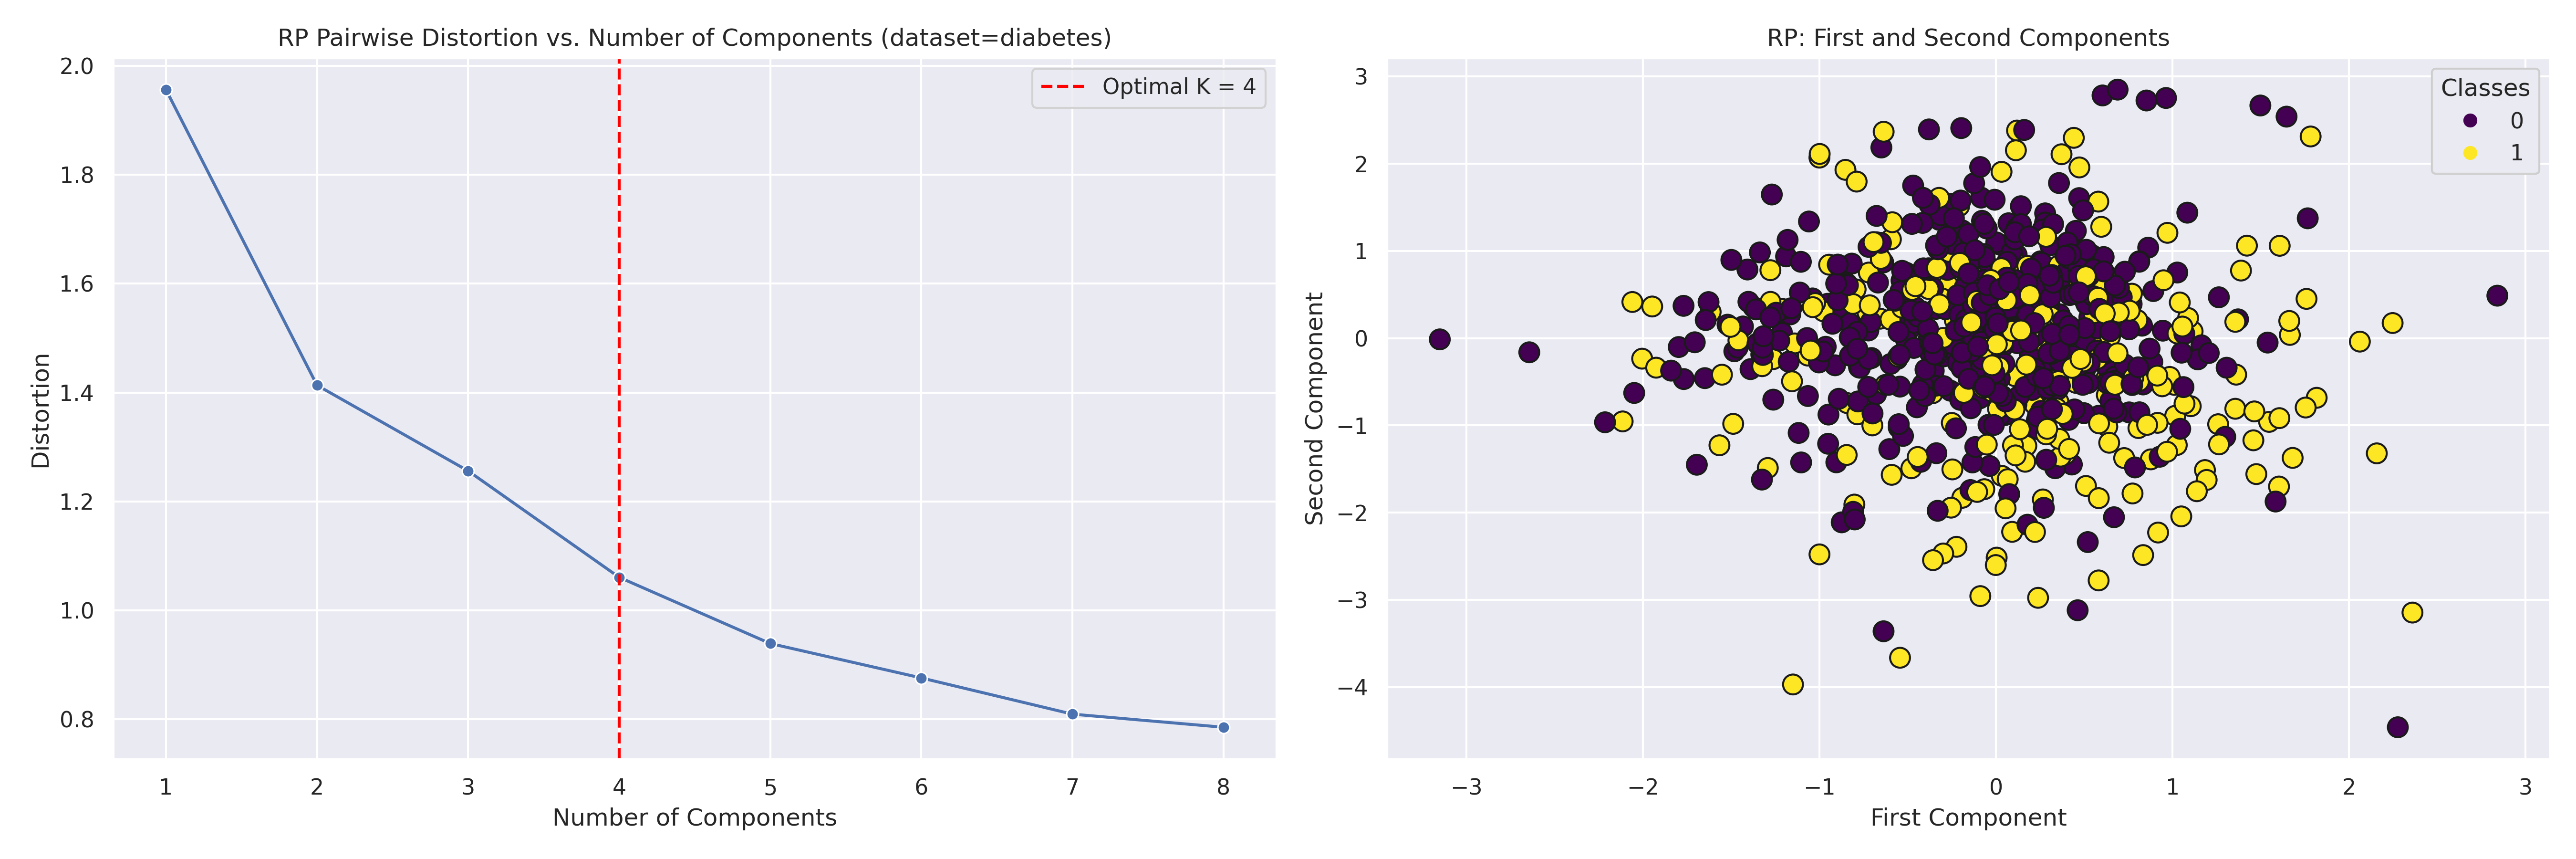 RP Pairwise Distortion vs. Number of Components (dataset=diabetes)
2.0
1.8
1.6
1.4
1.2
1.0
0.8
Distortion
Optimal K = 4
1 2 3 4 5 6 7 8
Number of Components
RP: First and Second Components
3
2
1
0
−1
−2
−3
−4
Second Component
Classes
0
1
−3 −2 −1 0 1 2 3
First Component